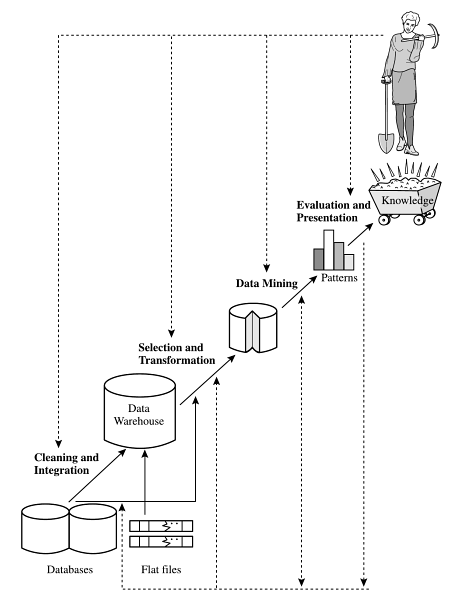 Knowledge
Evaluation and
Presentation
Patterns
Data Mining
Selection and
Transformation
Data
Warehouse
Cleaning and
Integration
Databases
Flat files